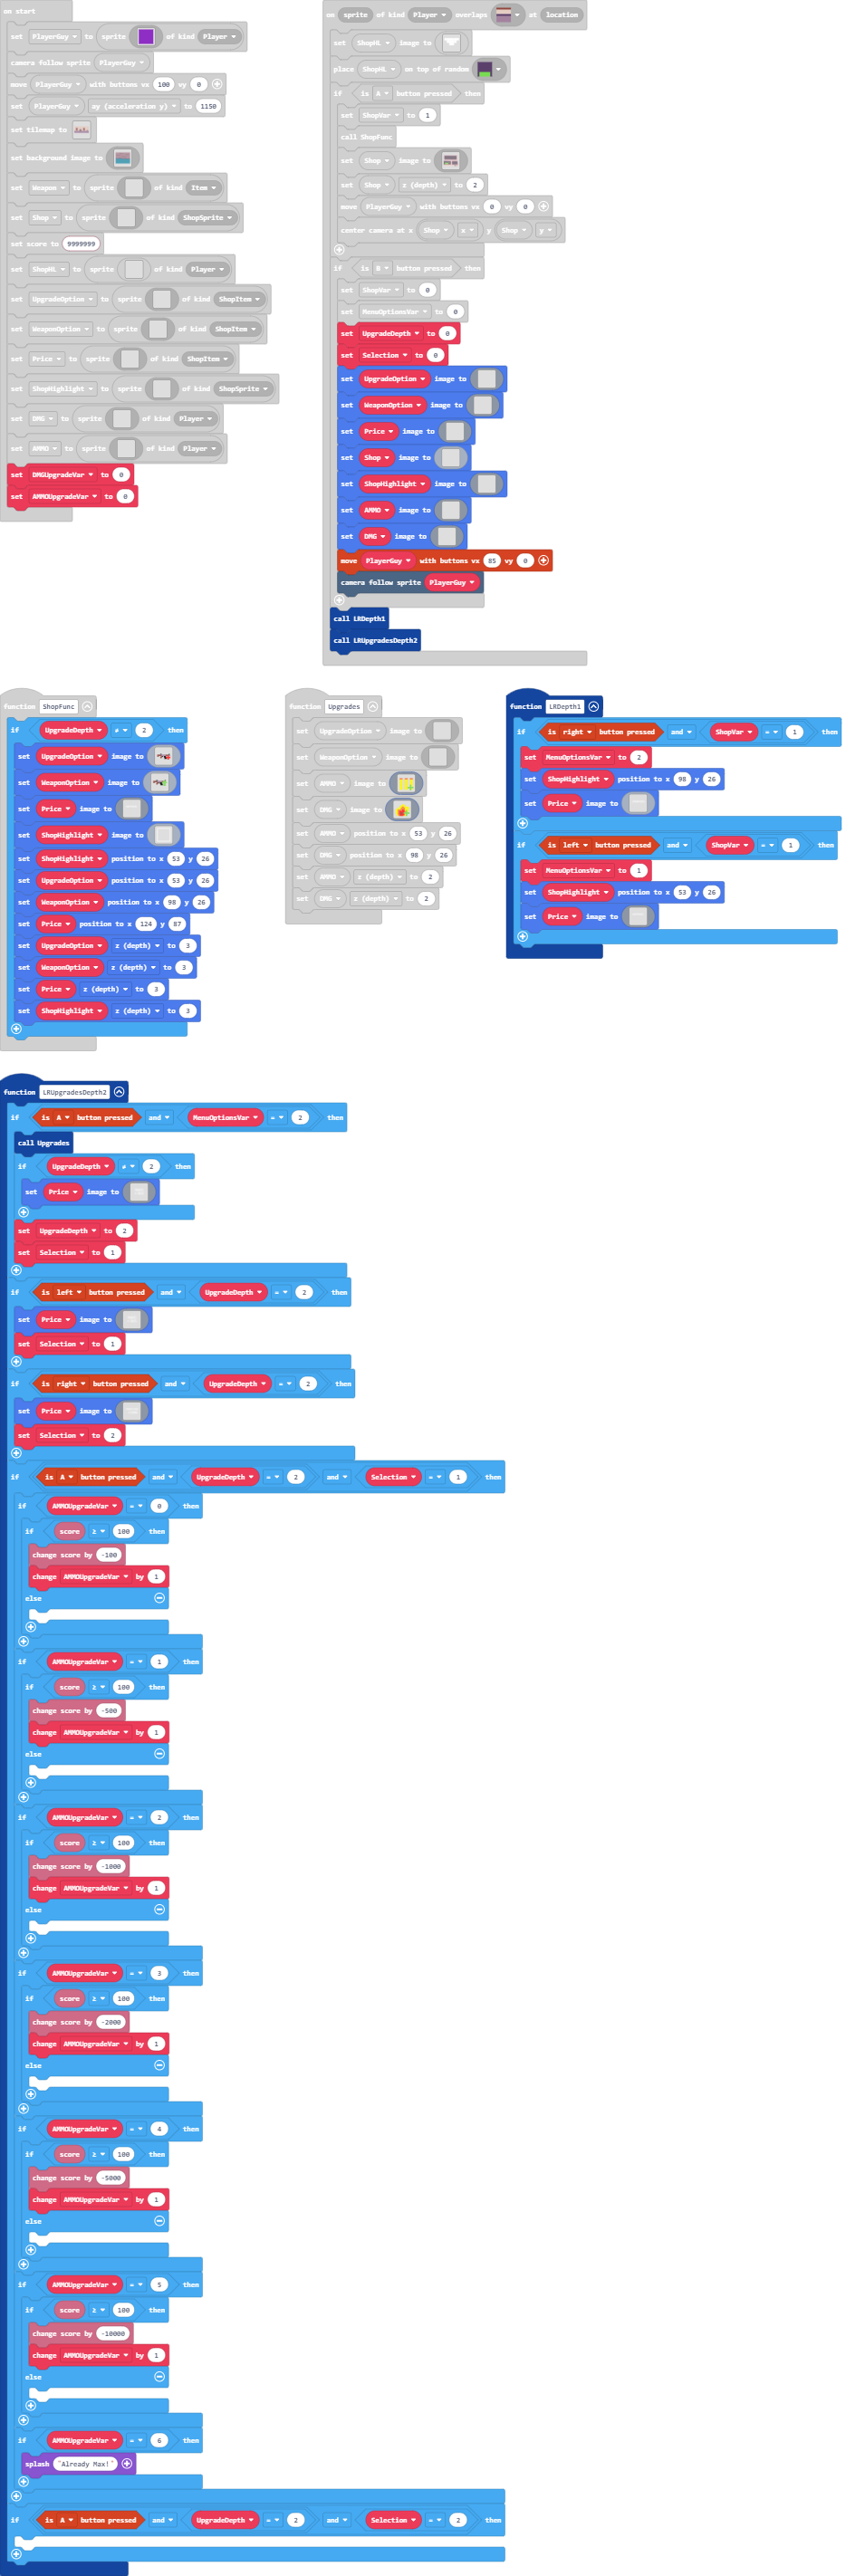 on start
set PlayerGuy to sprite of kind Player
camera follow sprite PlayerGuy
move PlayerGuy with buttons vx 100 vy 0
set PlayerGuy ay (acceleration y) to 1150
set tilemap to
set background image to
set Weapon to sprite of kind Item
set Shop to sprite of kind ShopSprite
set score to 9999999
set ShopHL to sprite of kind Player
set UpgradeOption to sprite of kind ShopItem
set WeaponOption to sprite of kind ShopItem
set Price to sprite of kind ShopItem
set ShopHighlight to sprite of kind ShopSprite
set DMG to sprite of kind Player
set AMMO to sprite of kind Player
set DMGUpgradeVar to 0
set AMMOUpgradeVar to 0
on sprite of kind Player overlaps at location
set ShopHL image to
place ShopHL on top of random
if is A button pressed then
set ShopVar to 1
call ShopFunc
set Shop image to
set Shop z (depth) to 2
move PlayerGuy with buttons vx 0 vy 0
center camera at x Shop x y Shop y
if is B button pressed then
set ShopVar to 0
set MenuOptionsVar to 0
set UpgradeDepth to 0
set Selection to 0
set UpgradeOption image to
set WeaponOption image to
set Price image to
set Shop image to
set ShopHighlight image to
set AMMO image to
set DMG image to
move PlayerGuy with buttons vx 85 vy 0
camera follow sprite PlayerGuy
call LRDepth1
call LRUpgradesDepth2
function ShopFunc
if UpgradeDepth ≠ 2 then
set UpgradeOption image to
set WeaponOption image to
set Price image to
set ShopHighlight image to
set ShopHighlight position to x 53 y 26
set UpgradeOption position to x 53 y 26
set WeaponOption position to x 98 y 26
set Price position to x 124 y 87
set UpgradeOption z (depth) to 3
set WeaponOption z (depth) to 3
set Price z (depth) to 3
set ShopHighlight z (depth) to 3
function Upgrades
set UpgradeOption image to
set WeaponOption image to
set AMMO image to
set DMG image to
set AMMO position to x 53 y 26
set DMG position to x 98 y 26
set AMMO z (depth) to 2
set DMG z (depth) to 2
function LRDepth1
if is right button pressed and ShopVar = 1 then
set MenuOptionsVar to 2
set ShopHighlight position to x 98 y 26
set Price image to
if is left button pressed and ShopVar = 1 then
set MenuOptionsVar to 1
set ShopHighlight position to x 53 y 26
set Price image to
function LRUpgradesDepth2
if is A button pressed and MenuOptionsVar = 2 then
call Upgrades
if UpgradeDepth ≠ 2 then
set Price image to
set UpgradeDepth to 2
set Selection to 1
if is left button pressed and UpgradeDepth = 2 then
set Price image to
set Selection to 1
if is right button pressed and UpgradeDepth = 2 then
set Price image to
set Selection to 2
if is A button pressed and UpgradeDepth = 2 and Selection = 1 then
if AMMOUpgradeVar = 0 then
if score ≥ 100 then
change score by -100
change AMMOUpgradeVar by 1
else
if AMMOUpgradeVar = 1 then
if score ≥ 100 then
change score by -500
change AMMOUpgradeVar by 1
else
if AMMOUpgradeVar = 2 then
if score ≥ 100 then
change score by -1000
change AMMOUpgradeVar by 1
else
if AMMOUpgradeVar = 3 then
if score ≥ 100 then
change score by -2000
change AMMOUpgradeVar by 1
else
if AMMOUpgradeVar = 4 then
if score ≥ 100 then
change score by -5000
change AMMOUpgradeVar by 1
else
if AMMOUpgradeVar = 5 then
if score ≥ 100 then
change score by -10000
change AMMOUpgradeVar by 1
else
if AMMOUpgradeVar = 6 then
splash "Already Max!"
if is A button pressed and UpgradeDepth = 2 and Selection = 2 then